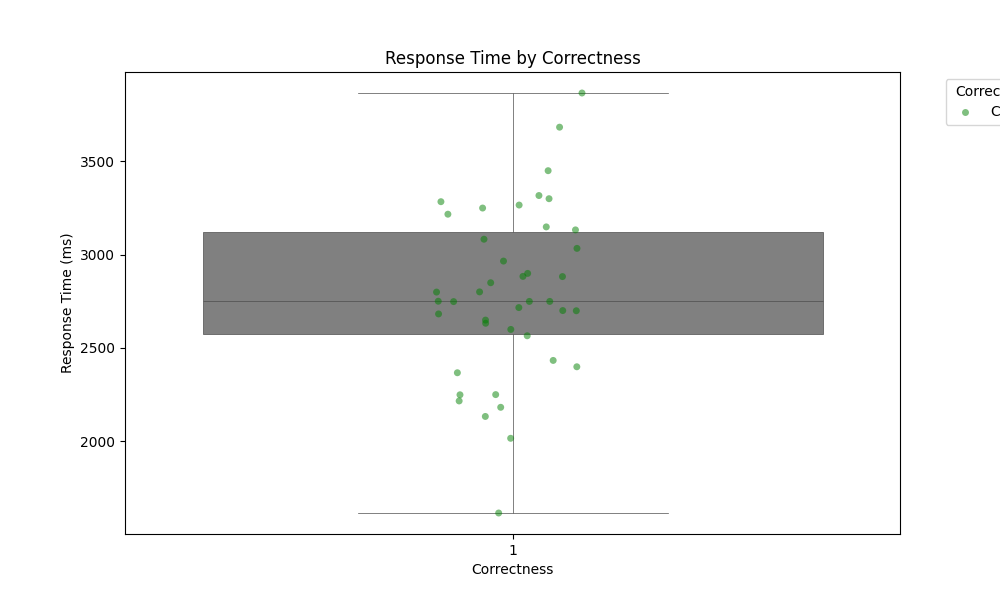 Response Time by Correctness
Correc
C
3500
3000
2500
2000
Response Time (ms)
1
Correctness